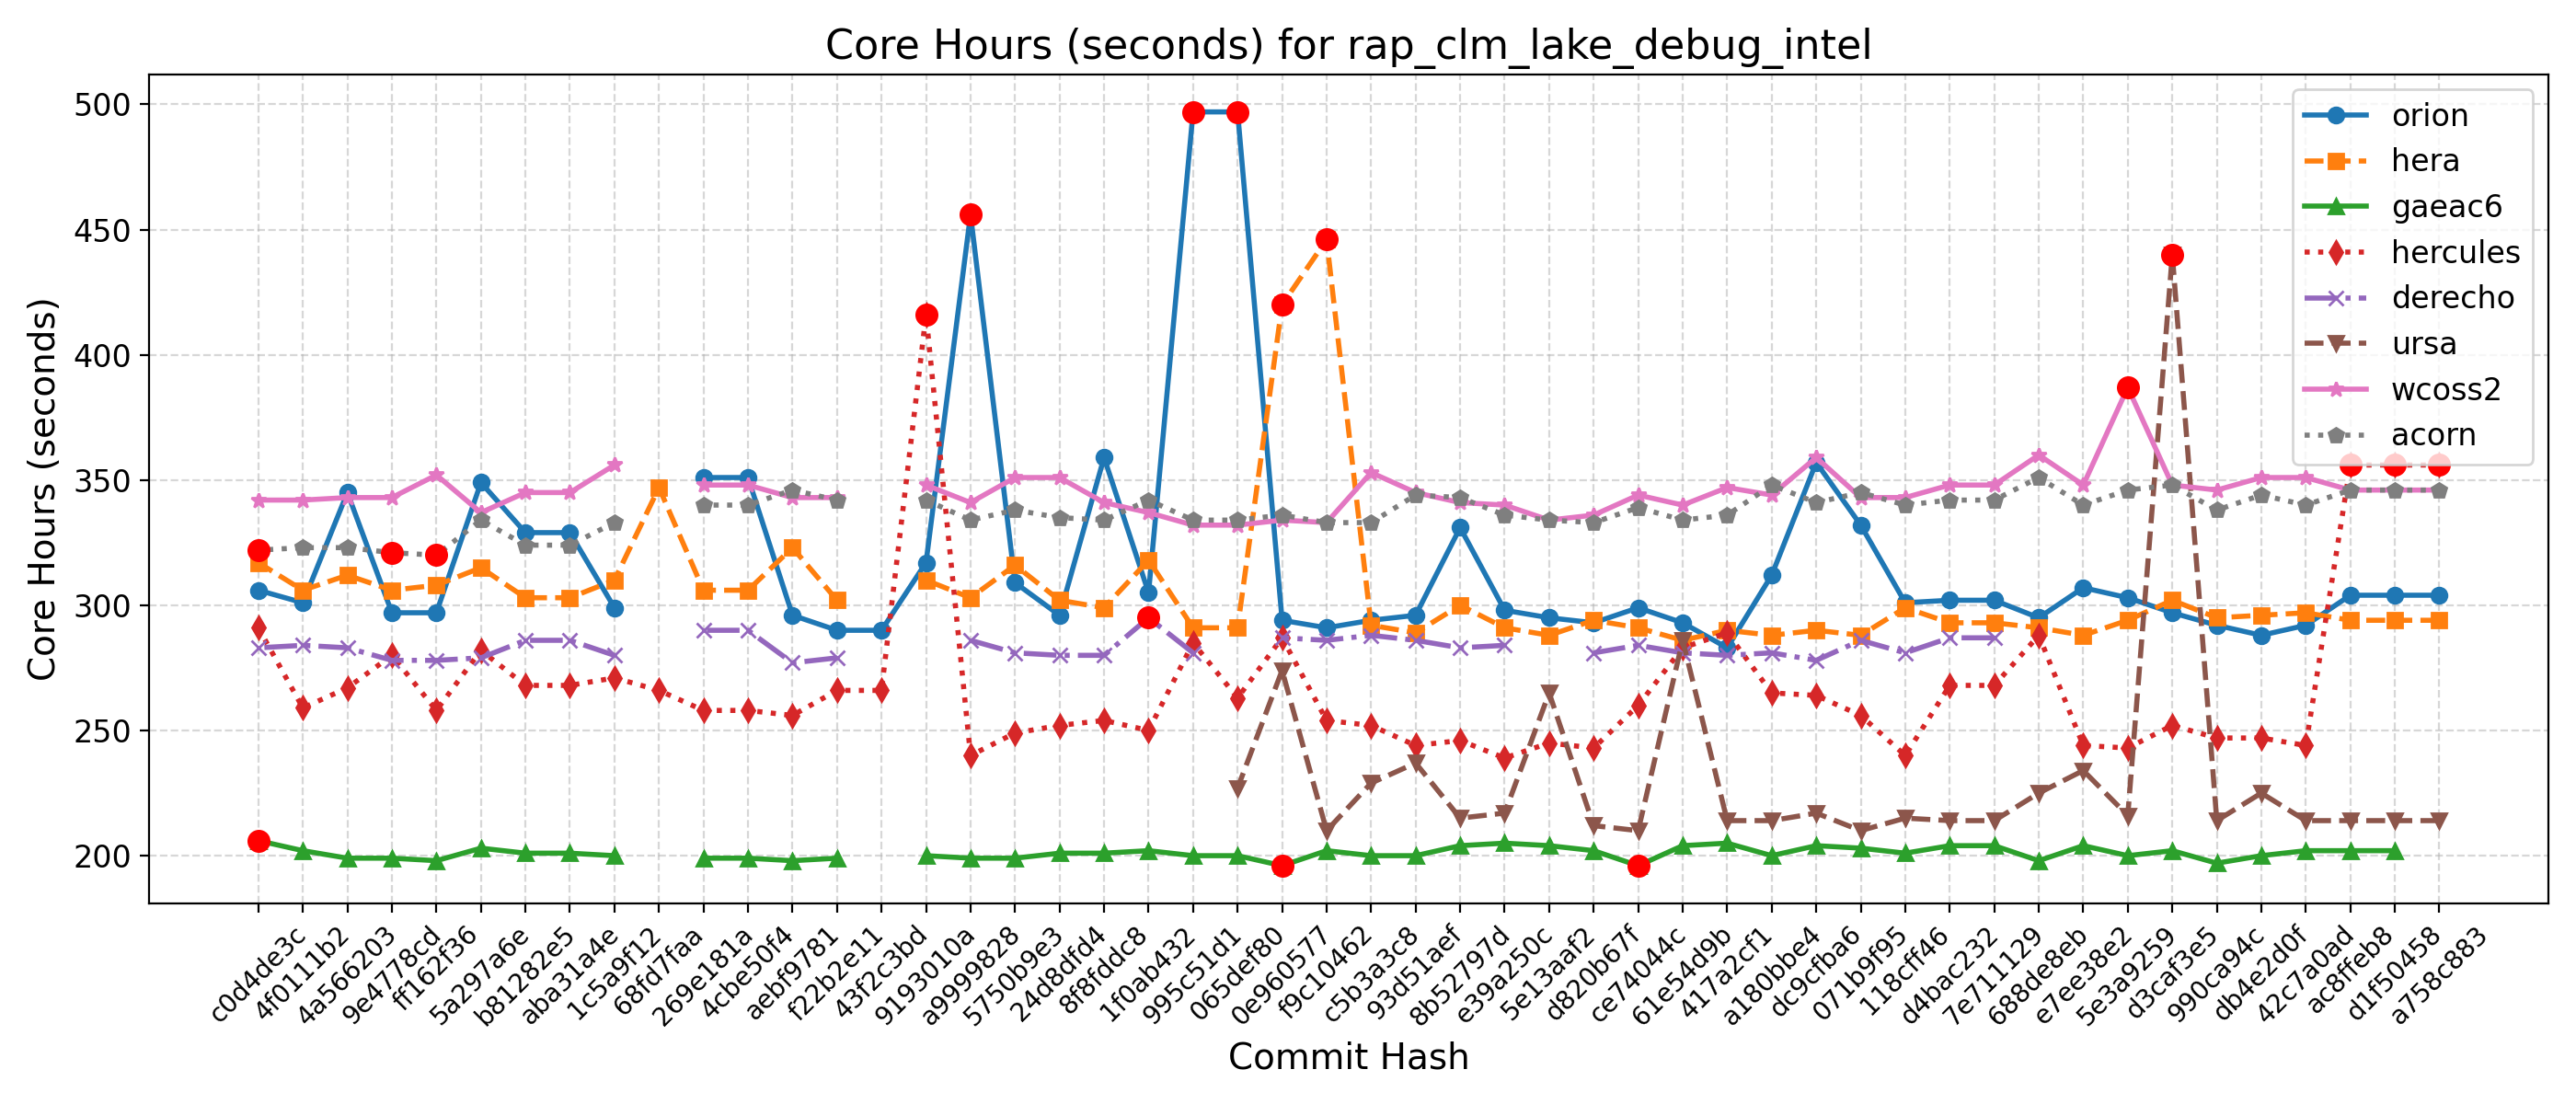 Core Hours (seconds) for rap_clm_lake_debug_intel
Core Hours (seconds)
500
450
400
350
300
250
200
orion
hera
gaeac6
hercules
derecho
ursa
wcoss2
acorn
c0d4de3c
4f0111b2
4a566203
9e4778cd
ff162f36
5a297a6e
b81282e5
aba31a4e
1c5a9f12
68fd7faa
269e181a
4cbe50f4
aebf9781
f22b2e11
43f2c3bd
9193010a
a9999828
5750b9e3
24d8dfd4
8f8fddc8
1f0ab432
995c51d1
065def80
0e960577
f9c10462
c5b3a3c8
93d51aef
8b52797d
e39a250c
5e13aaf2
d820b67f
ce74044c
61e54d9b
417a2cf1
a180bbe4
dc9cfba6
071b9f95
118cff46
d4bac232
7e711129
688de8eb
e7ee38e2
5e3a9259
d3caf3e5
990ca94c
db4e2d0f
42c7a0ad
ac8ffeb8
d1f50458
a758c883
Commit Hash